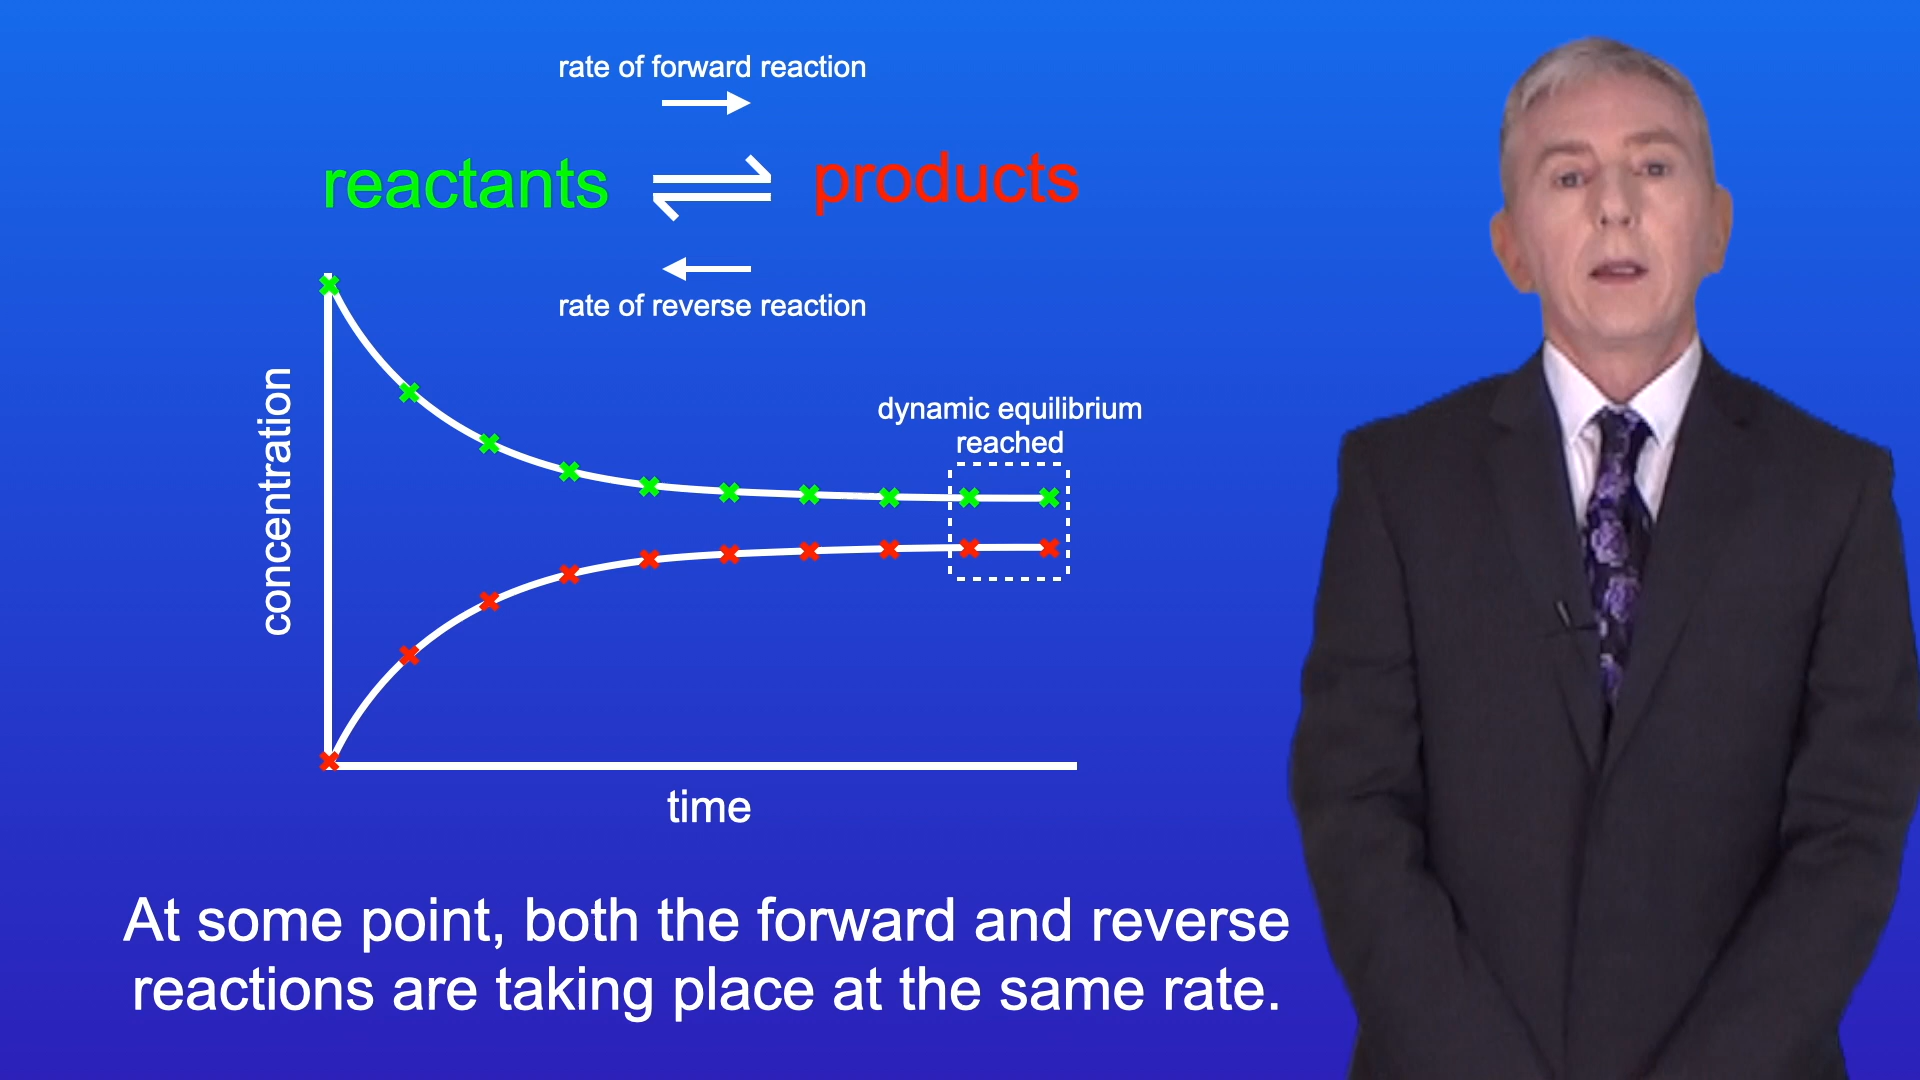 rate of forward reaction
reactants ⇌ products
rate of reverse reaction
concentration
dynamic equilibrium
reached
time
At some point, both the forward and reverse
reactions are taking place at the same rate.